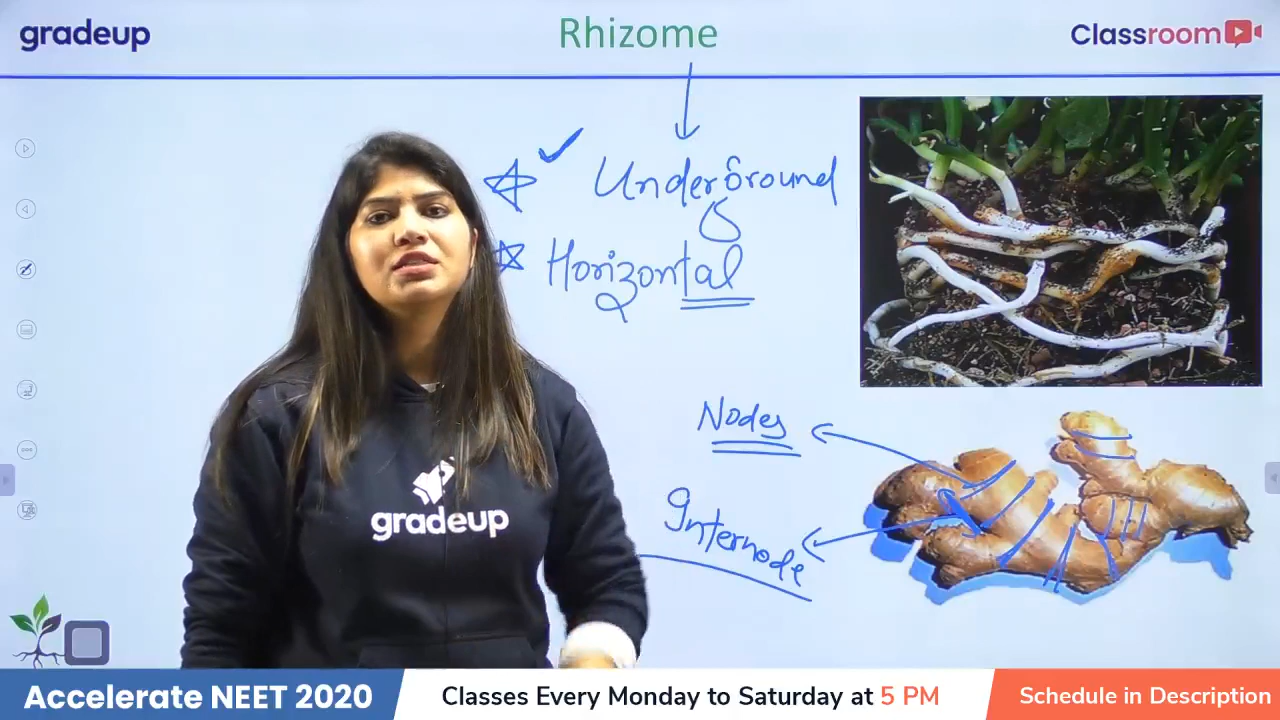 gradeup
Rhizome
Classroom
Underground
Horizontal
Nodes
Internode
gradeup
Accelerate NEET 2020
Classes Every Monday to Saturday at 5 PM
Schedule in Description